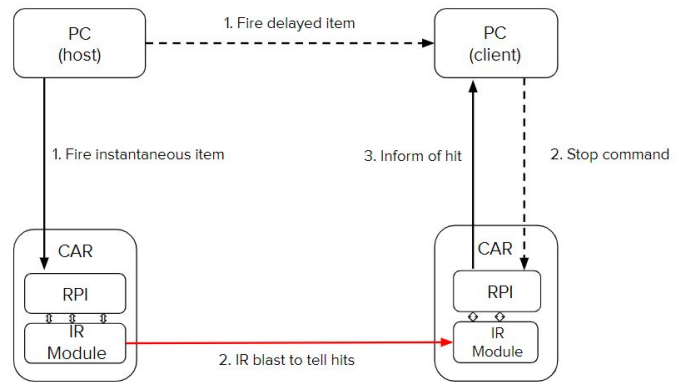 1. Fire delayed item
PC
(host)
PC
(client)
1. Fire instantaneous item
3. Inform of hit
2. Stop command
CAR
RPI
IR
Module
CAR
RPI
IR
Module
2. IR blast to tell hits